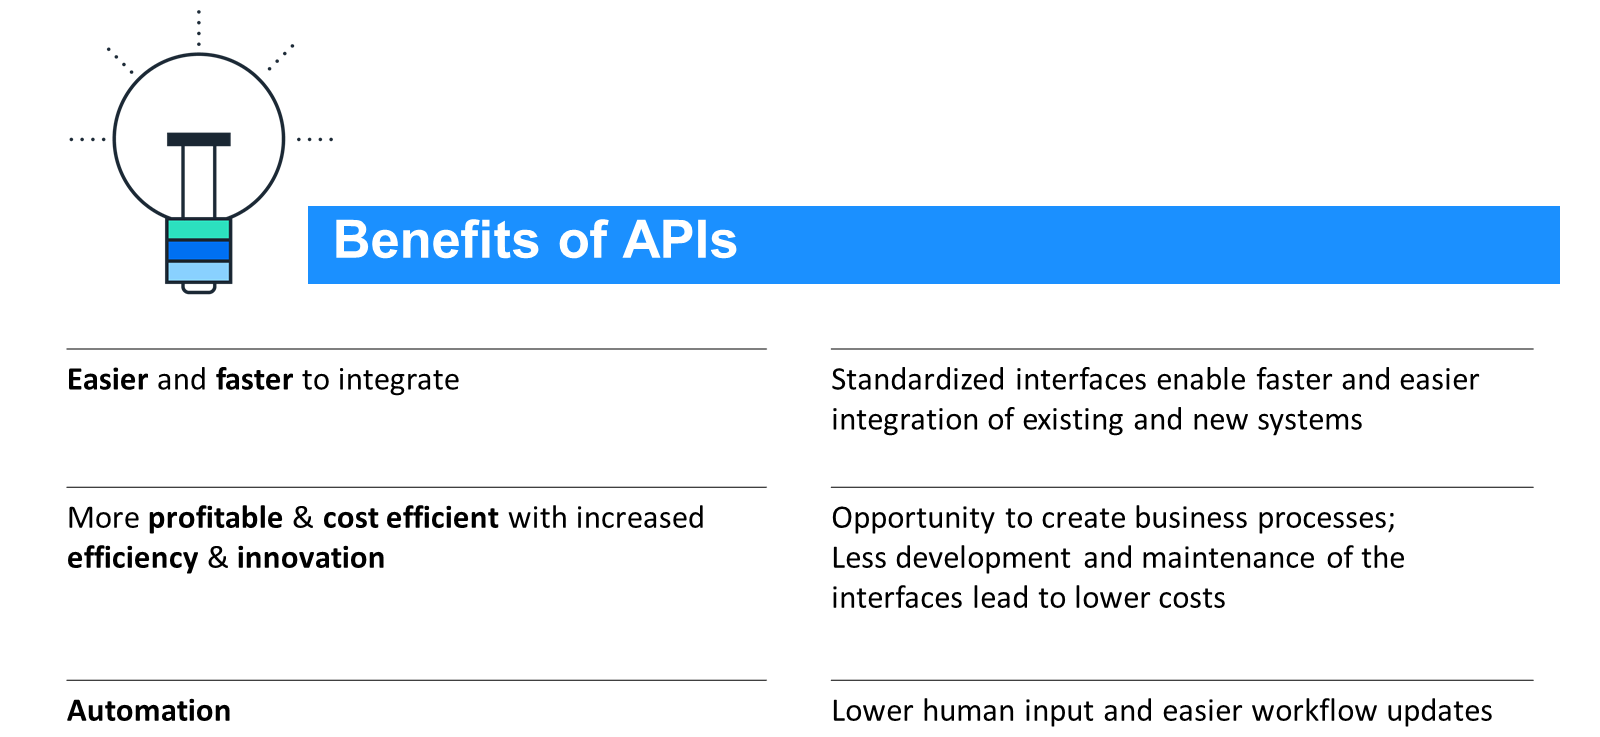 Benefits of APIs
Easier and faster to integrate
Standardized interfaces enable faster and easier
integration of existing and new systems
More profitable & cost efficient with increased
efficiency & innovation
Opportunity to create business processes;
Less development and maintenance of the
interfaces lead to lower costs
Automation
Lower human input and easier workflow updates